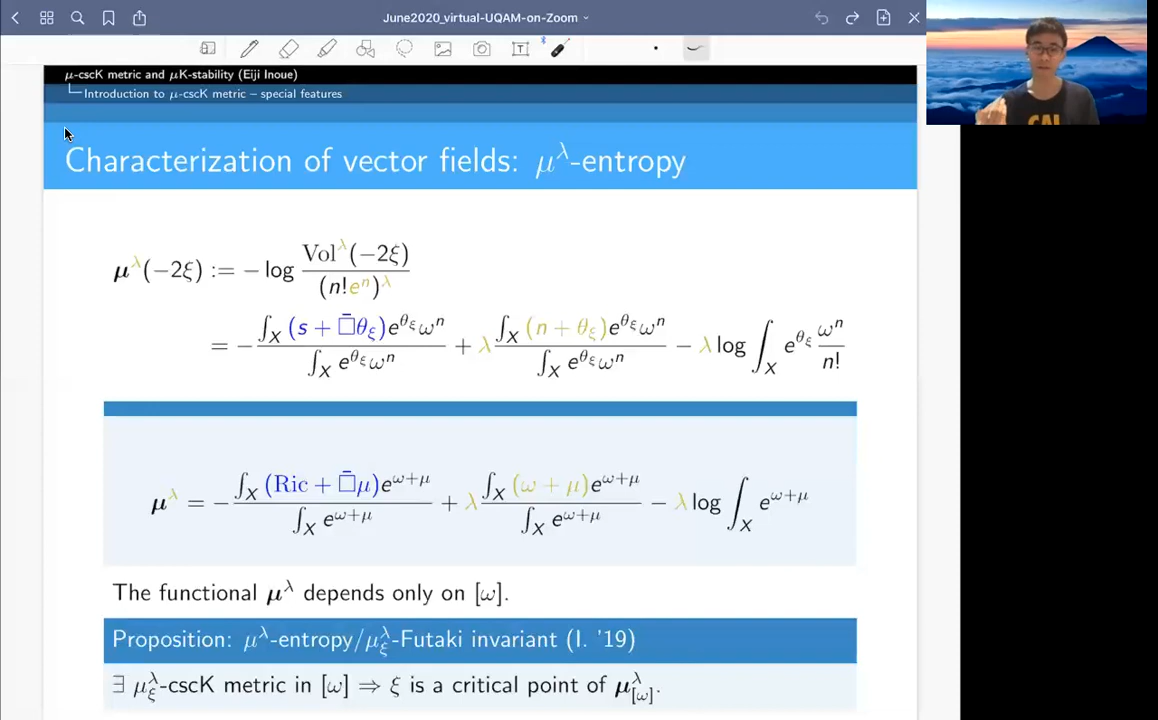 June2020_virtual-UQAM-on-Zoom
μ-cscK metric and μK-stability (Eiji Inoue)
Introduction to μ-cscK metric – special features
Characterization of vector fields: μ^λ-entropy
μ^λ(−2ξ) := − log Vol^λ(−2ξ) / (n!e^n)^λ
= − ∫_X (s + □̄θ_ξ)e^{θ_ξ}ω^n / ∫_X e^{θ_ξ}ω^n + λ ∫_X (n + θ_ξ)e^{θ_ξ}ω^n / ∫_X e^{θ_ξ}ω^n − λ log ∫_X e^{θ_ξ} ω^n / n!
μ^λ = − ∫_X (Ric + □̄μ)e^{ω+μ} / ∫_X e^{ω+μ} + λ ∫_X (ω + μ)e^{ω+μ} / ∫_X e^{ω+μ} − λ log ∫_X e^{ω+μ}
The functional μ^λ depends only on [ω].
Proposition: μ^λ-entropy/μ^λ_ξ-Futaki invariant (I. '19)
∃ μ^λ_ξ-cscK metric in [ω] ⇒ ξ is a critical point of μ^λ_[ω].
CAL